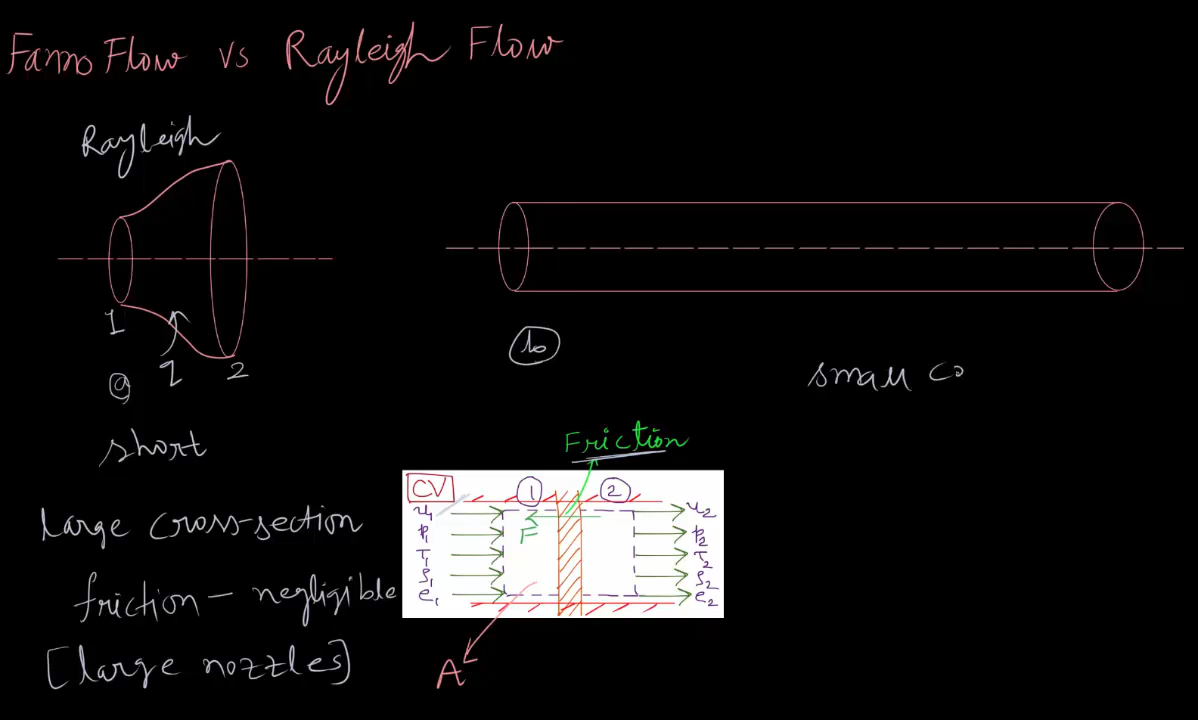 Fanno Flow vs Rayleigh Flow
Rayleigh
1
q
2
a
b
short
small co
Friction
large cross-section
friction - negligible
[large nozzles]
CV
1
2
u₁
p₁
T₁
ρ₁
e₁
F
u₂
p₂
T₂
ρ₂
e₂
A